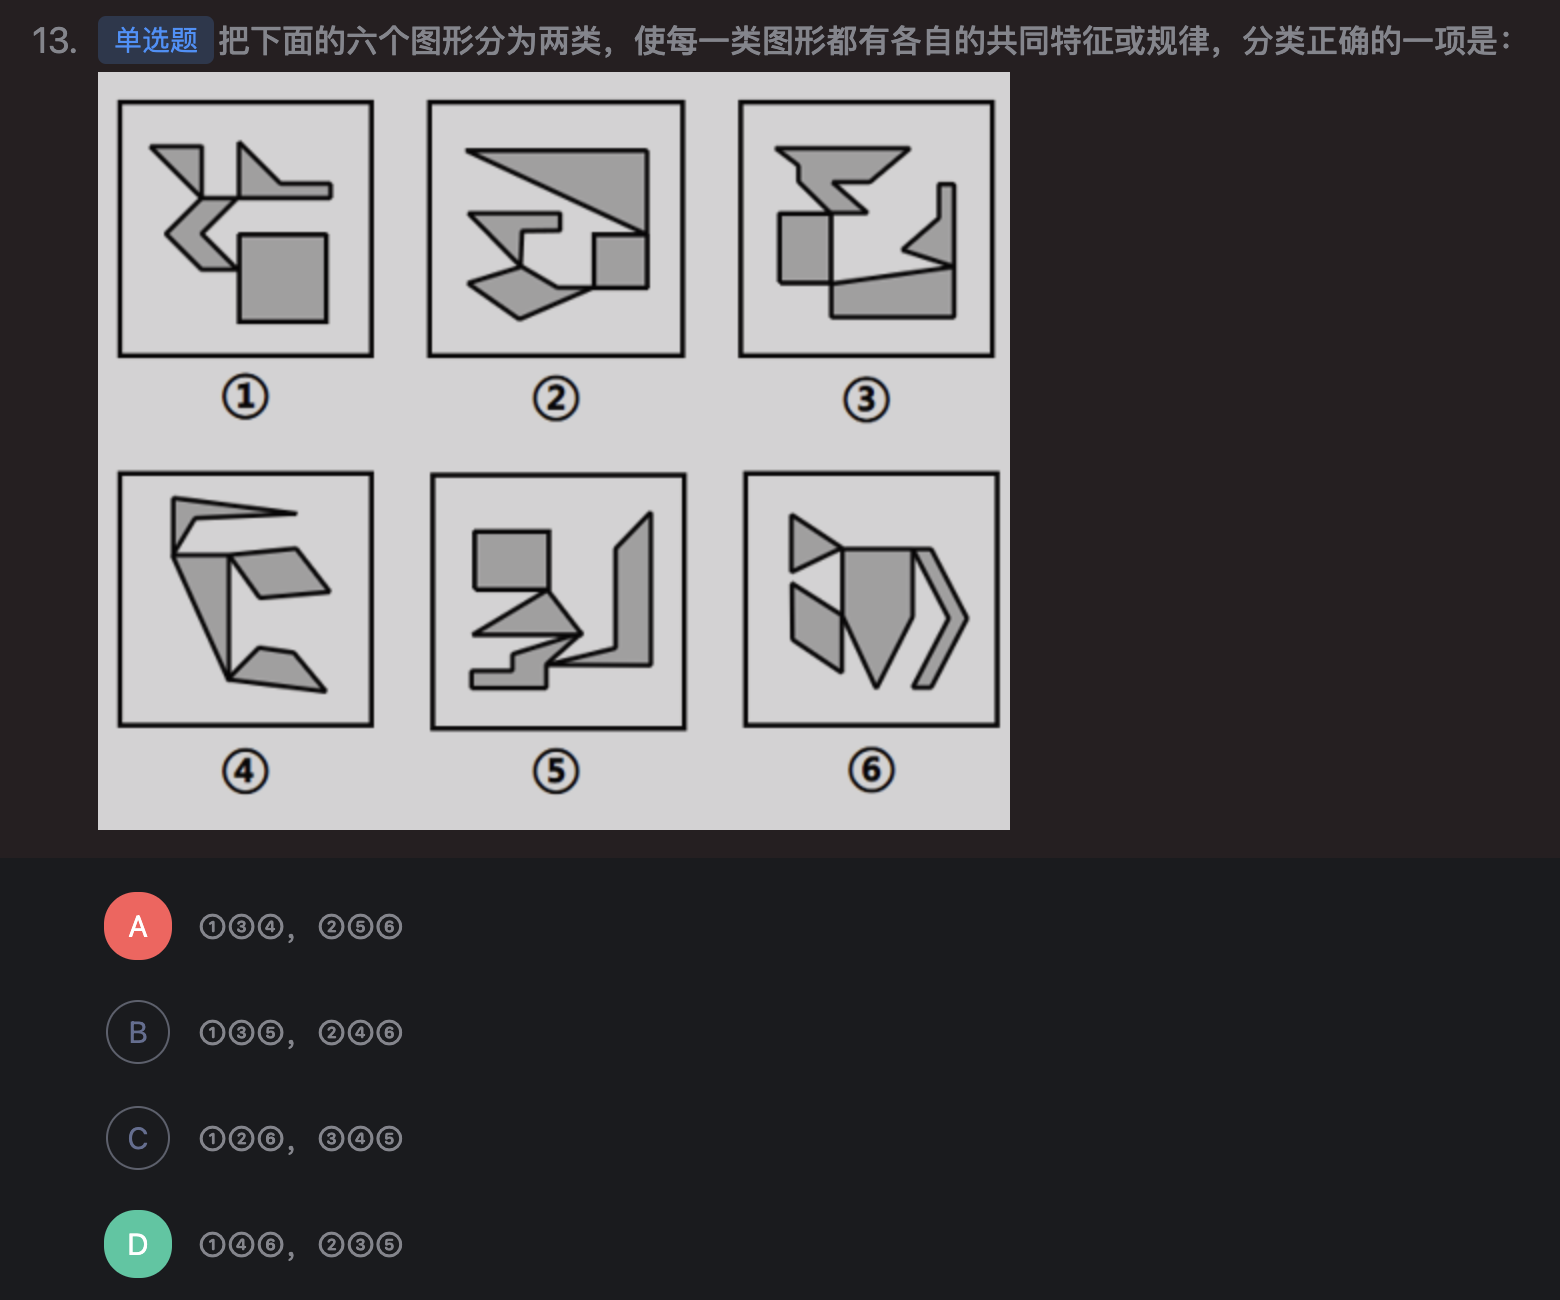 13. 单选题 把下面的六个图形分为两类，使每一类图形都有各自的共同特征或规律，分类正确的一项是：
① ② ③
④ ⑤ ⑥
A ①③④，②⑤⑥
B ①③⑤，②④⑥
C ①②⑥，③④⑤
D ①④⑥，②③⑤